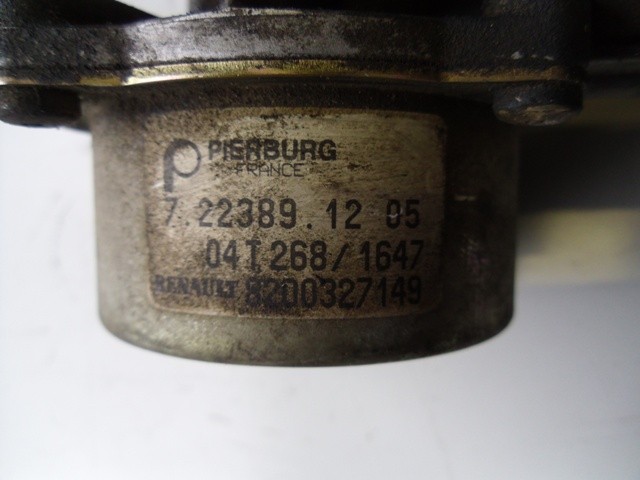 PIERBURG
FRANCE
7.22389.12 05
04T268/1647
RENAULT 8200327149